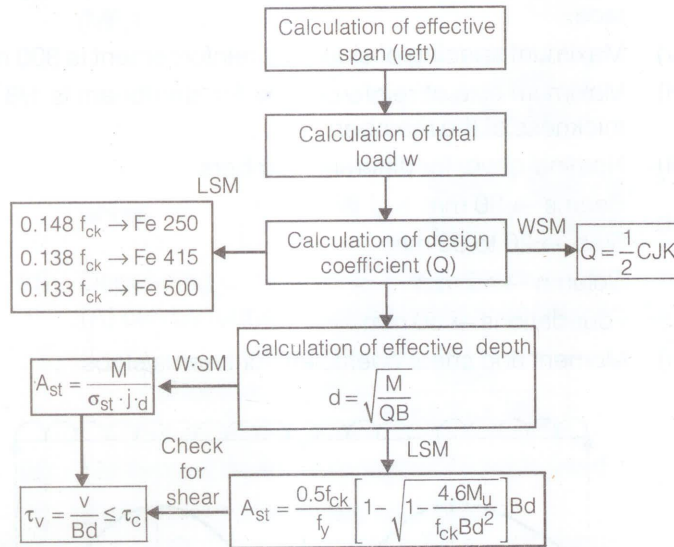 Calculation of effective
span (left)
Calculation of total
load w
LSM
0.148 f_ck → Fe 250
0.138 f_ck → Fe 415
0.133 f_ck → Fe 500
Calculation of design
coefficient (Q)
WSM
Q = 1/2 CJK
Calculation of effective depth
d = √(M/QB)
WSM
A_st = M/(σ_st · j · d)
LSM
Check
for
shear
A_st = 0.5f_ck/f_y [1 − √(1 − 4.6M_u/(f_ck Bd²))] Bd
τ_v = v/Bd ≤ τ_c